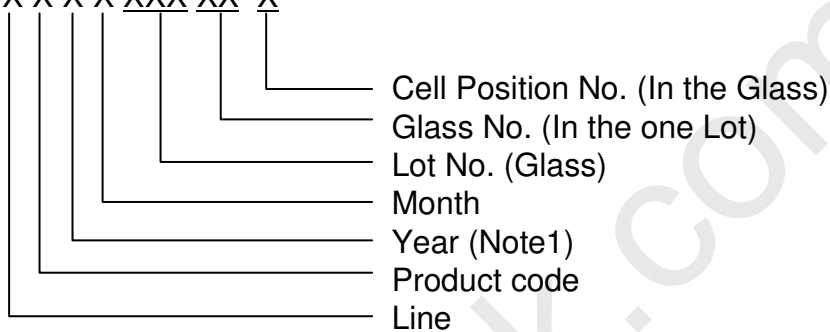 X X X X XXX XX X
Cell Position No. (In the Glass)
Glass No. (In the one Lot)
Lot No. (Glass)
Month
Year (Note1)
Product code
Line